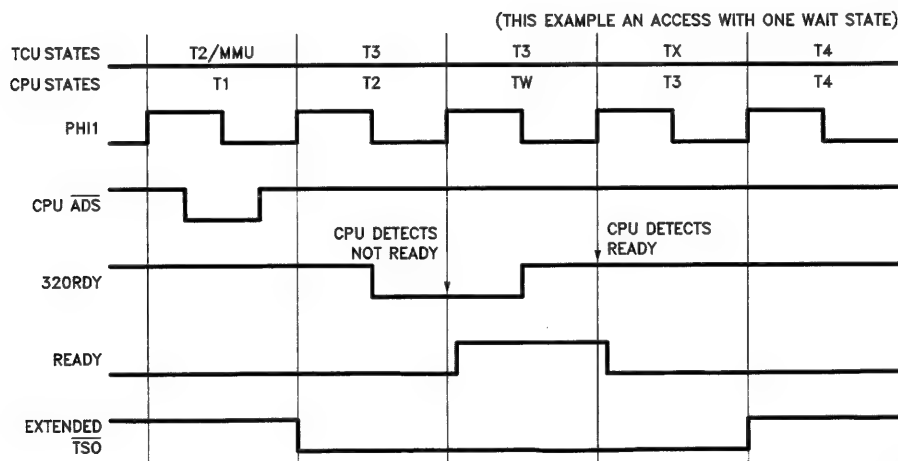 (THIS EXAMPLE AN ACCESS WITH ONE WAIT STATE)
TCU STATES T2/MMU T3 T3 TX T4
CPU STATES T1 T2 TW T3 T4
PHI1
CPU ADS
CPU DETECTS
NOT READY
CPU DETECTS
READY
320RDY
READY
EXTENDED
TSO